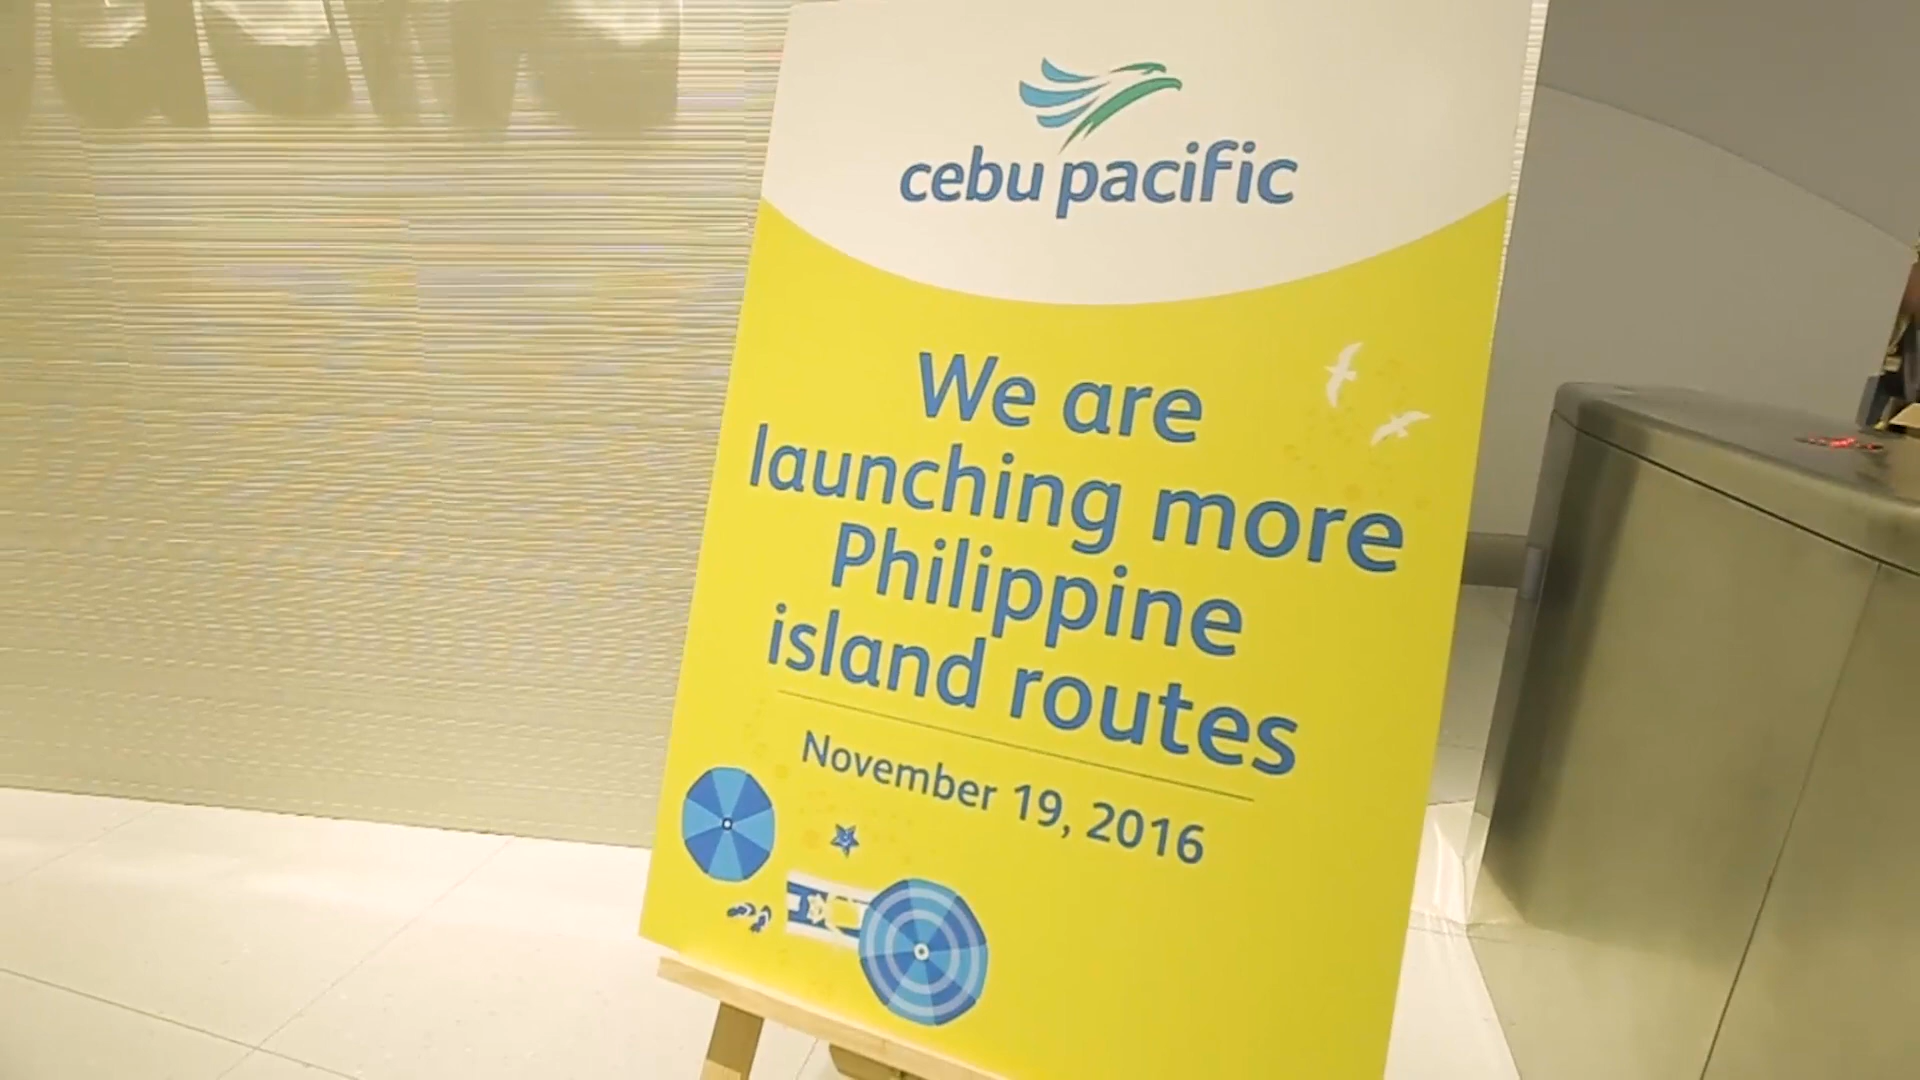 cebu pacific
We are
launching more
Philippine
island routes
November 19, 2016